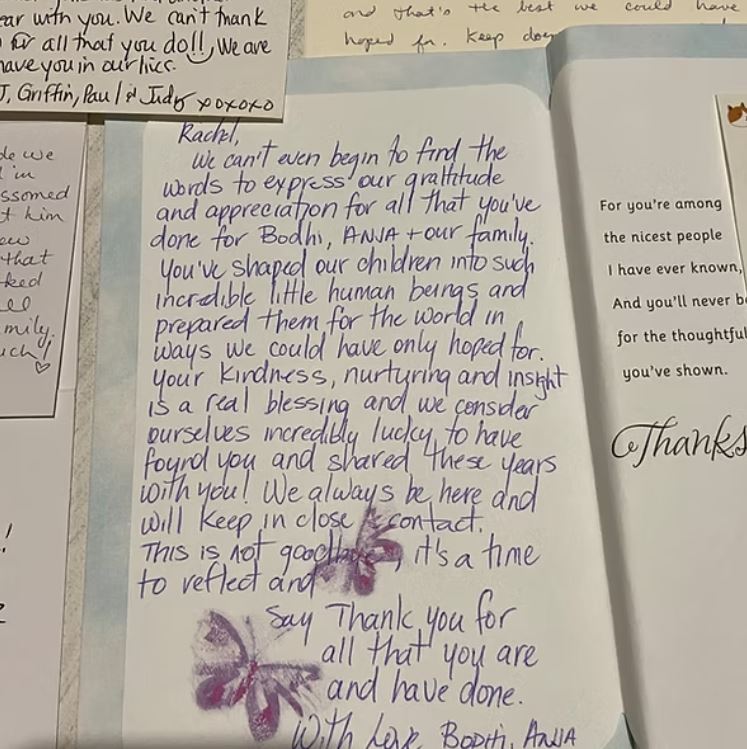 ear with you. We can't thank
for all that you do!! We are
have you in our lives.
J, Griffin, Paul & Judy xoxoxo
and that's the best we could have
hoped for. Keep
de we
I'm
ssomed
t him
ew
that
ked
ell
mily.
uch!
Rachel,
We can't even begin to find the
words to express our gratitude
and appreciation for all that you've
done for Bodhi, ANJA + our family.
You've shaped our children into such
incredible little human beings and
prepared them for the world in
ways we could have only hoped for.
Your kindness, nurturing and insight
is a real blessing and we consider
ourselves incredibly lucky to have
found you and shared these years
with you! We always be here and
will keep in close contact.
This is not goodbye, it's a time
to reflect and
Say Thank you for
all that you are
and have done.
With Love, BODHI, ANJA
For you're among
the nicest people
I have ever known,
And you'll never b
for the thoughtful
you've shown.
Thanks